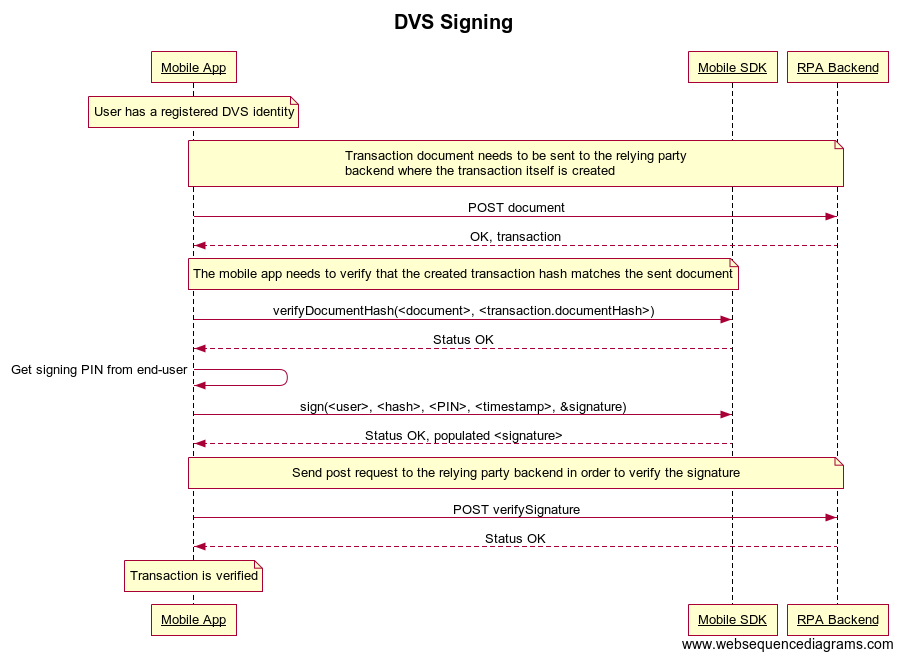 DVS Signing
Mobile App
Mobile SDK
RPA Backend
User has a registered DVS identity
Transaction document needs to be sent to the relying party
backend where the transaction itself is created
POST document
OK, transaction
The mobile app needs to verify that the created transaction hash matches the sent document
verifyDocumentHash(<document>, <transaction.documentHash>)
Status OK
Get signing PIN from end-user
sign(<user>, <hash>, <PIN>, <timestamp>, &signature)
Status OK, populated <signature>
Send post request to the relying party backend in order to verify the signature
POST verifySignature
Status OK
Transaction is verified
Mobile App
Mobile SDK
RPA Backend
www.websequencediagrams.com